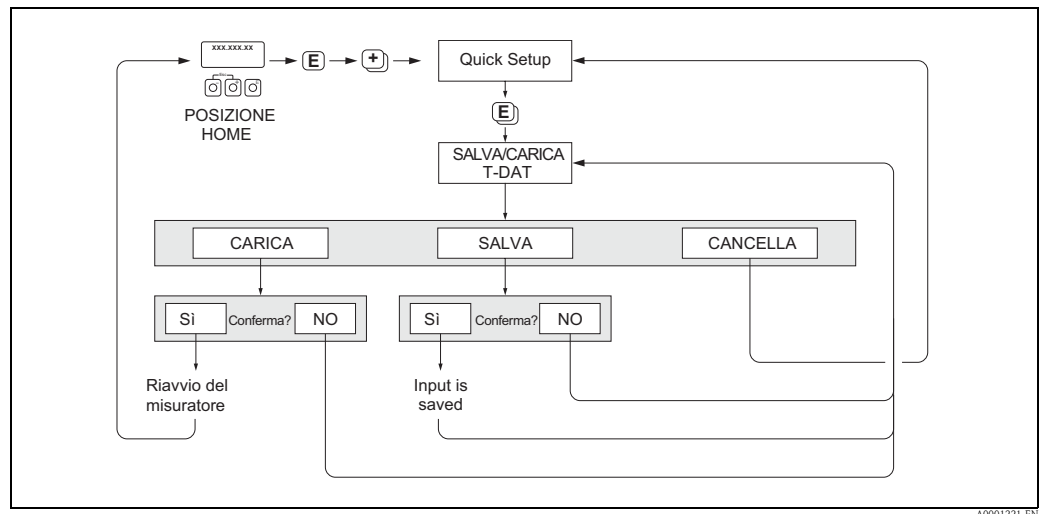 xxx.xxx.xx
Esc
E
+
Quick Setup
POSIZIONE
HOME
E
SALVA/CARICA
T-DAT
CARICA
SALVA
CANCELLA
Sì
Conferma?
NO
Sì
Conferma?
NO
Riavvio del
misuratore
Input is
saved
A0001221-EN